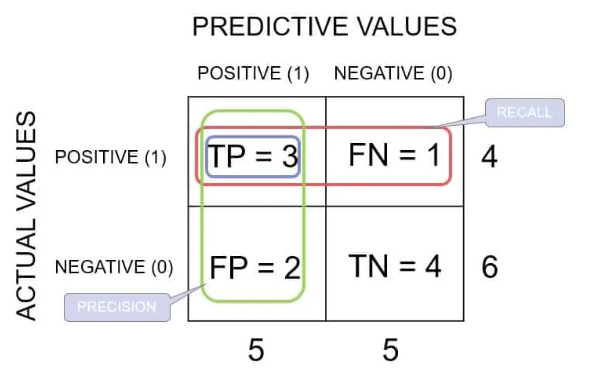 PREDICTIVE VALUES
POSITIVE (1) NEGATIVE (0)
RECALL
ACTUAL VALUES
POSITIVE (1) TP = 3 FN = 1 4
NEGATIVE (0) FP = 2 TN = 4 6
PRECISION
5 5